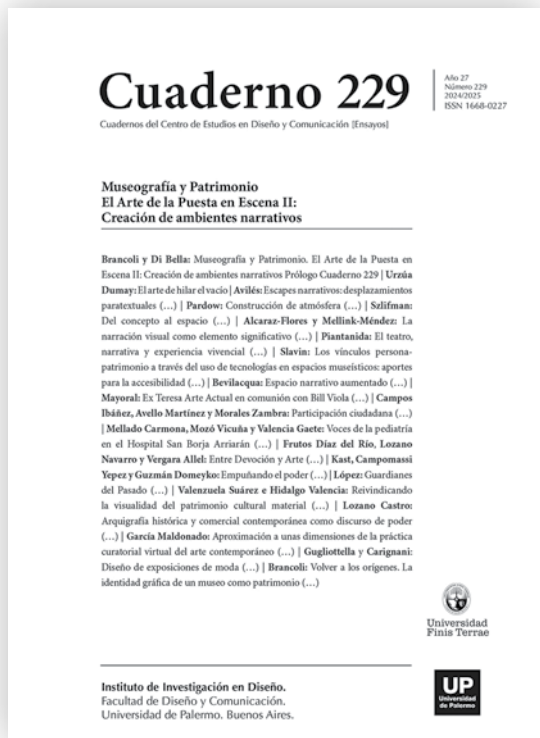 Cuaderno 229
Año 27
Número 229
2024/2025
ISSN 1668-0227
Cuadernos del Centro de Estudios en Diseño y Comunicación [Ensayos]
Museografía y Patrimonio
El Arte de la Puesta en Escena II:
Creación de ambientes narrativos
Brancoli y Di Bella: Museografía y Patrimonio. El Arte de la Puesta en
Escena II: Creación de ambientes narrativos Prólogo Cuaderno 229 | Urzúa
Dumay: El arte de hilar el vacío | Avilés: Escapes narrativos: desplazamientos
paratextuales (...) | Pardow: Construcción de atmósfera (...) | Szlifman:
Del concepto al espacio (...) | Alcaraz-Flores y Mellink-Méndez: La
narración visual como elemento significativo (...) | Piantanida: El teatro,
narrativa y experiencia vivencial (...) | Slavin: Los vínculos persona-
patrimonio a través del uso de tecnologías en espacios museísticos: aportes
para la accesibilidad (...) | Bevilacqua: Espacio narrativo aumentado (...) |
Mayoral: Ex Teresa Arte Actual en comunión con Bill Viola (...) | Campos
Ibáñez, Avello Martínez y Morales Zambra: Participación ciudadana (...)
| Mellado Carmona, Mozó Vicuña y Valencia Gaete: Voces de la pediatría
en el Hospital San Borja Arriarán (...) | Frutos Díaz del Río, Lozano
Navarro y Vergara Allel: Entre Devoción y Arte (...) | Kast, Campomassi
Yepez y Guzmán Domeyko: Empuñando el poder (...) | López: Guardianes
del Pasado (...) | Valenzuela Suárez e Hidalgo Valencia: Reivindicando
la visualidad del patrimonio cultural material (...) | Lozano Castro:
Arquigrafía histórica y comercial contemporánea como discurso de poder
(...) | García Maldonado: Aproximación a unas dimensiones de la práctica
curatorial virtual del arte contemporáneo (...) | Gugliottella y Carignani:
Diseño de exposiciones de moda (...) | Brancoli: Volver a los orígenes. La
identidad gráfica de un museo como patrimonio (...)
Universidad
Finis Terrae
Instituto de Investigación en Diseño.
Facultad de Diseño y Comunicación.
Universidad de Palermo. Buenos Aires.
UP
Universidad
de Palermo